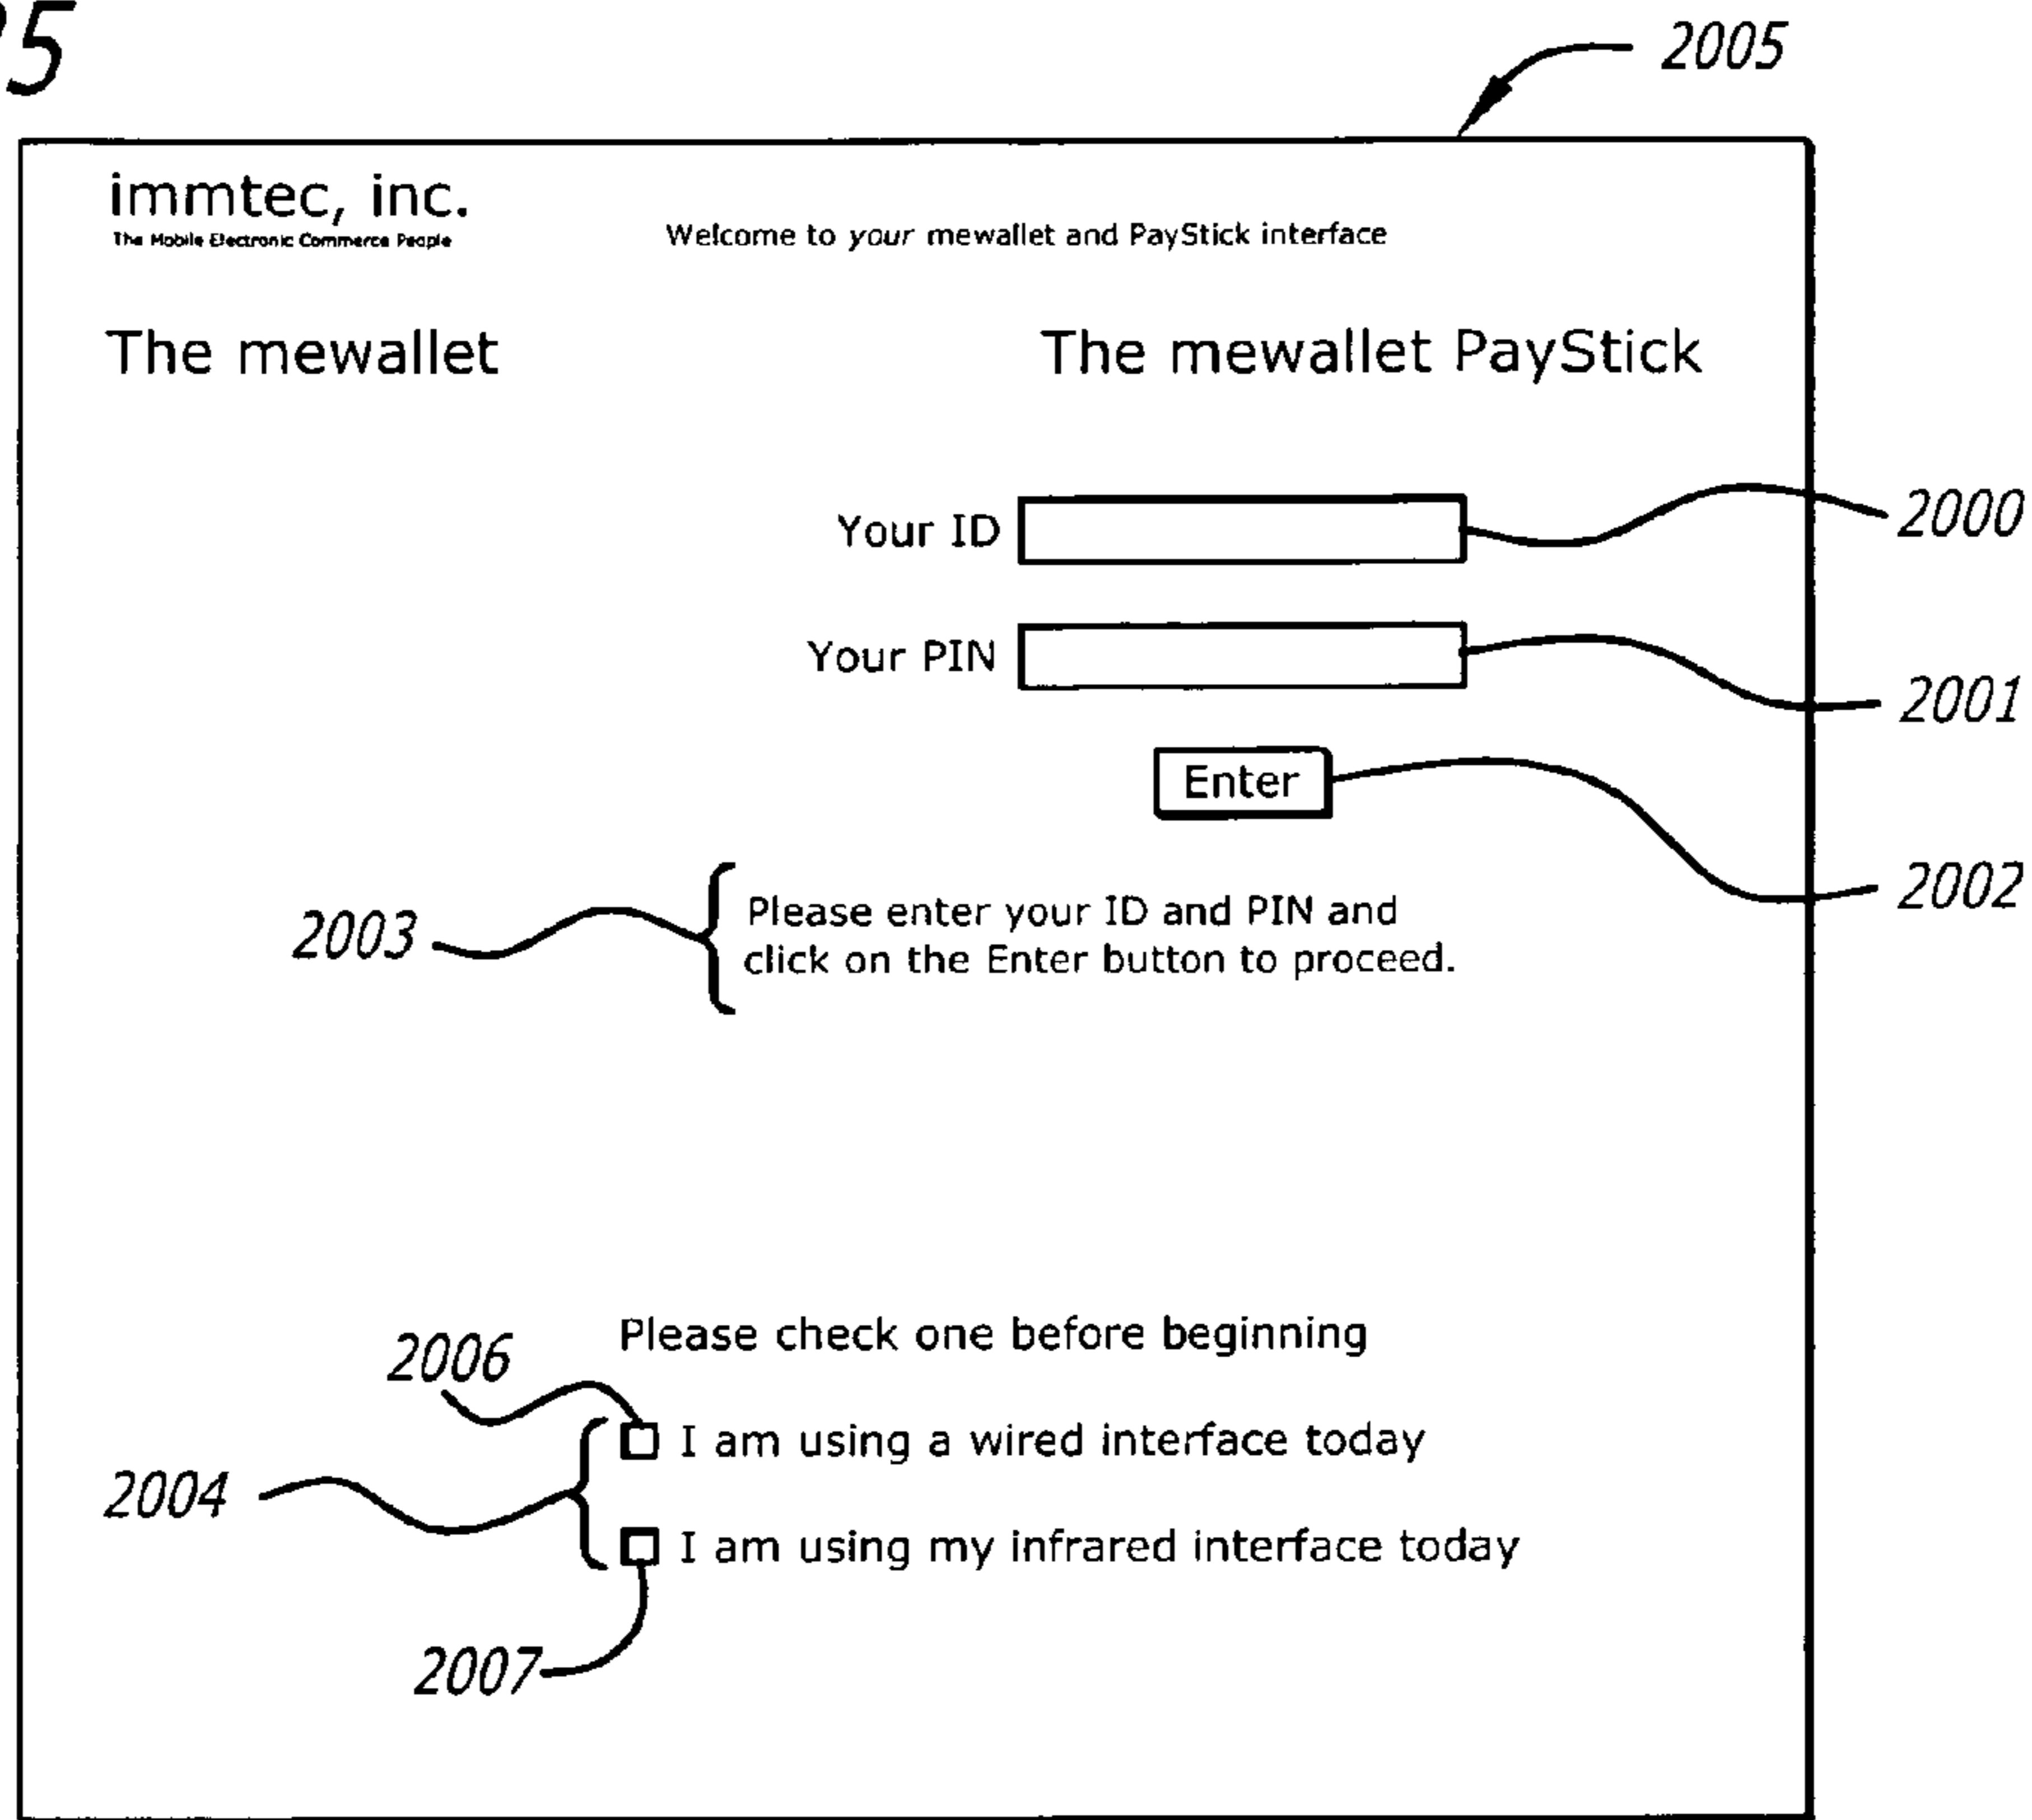 5
2005
immtec, inc.
The Mobile Electronic Commerce People
Welcome to your mewallet and PayStick interface
The mewallet
The mewallet PayStick
Your ID
2000
Your PIN
2001
Enter
2002
2003
Please enter your ID and PIN and
click on the Enter button to proceed.
Please check one before beginning
2006
I am using a wired interface today
2004
I am using my infrared interface today
2007